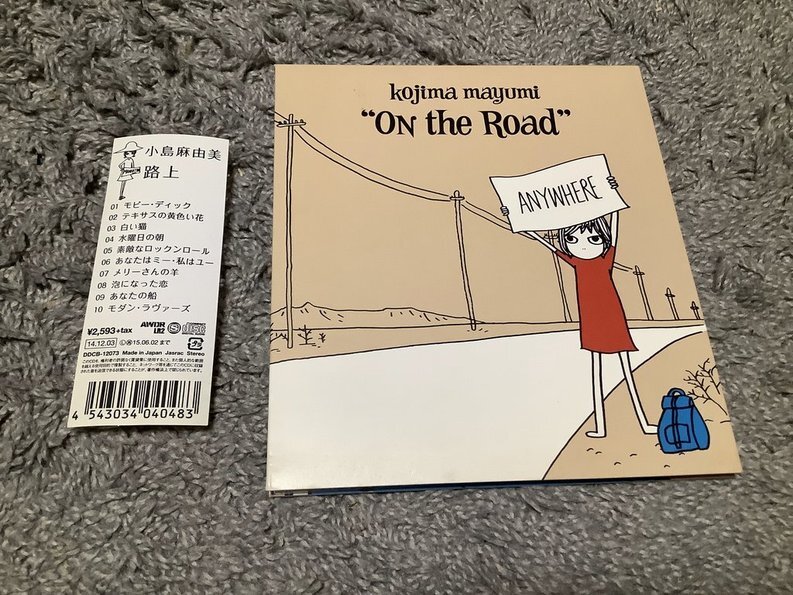 小島麻由美
路上
01 モビー・ディック
02 テキサスの黄色い花
03 白い猫
04 水曜日の朝
05 素敵なロックンロール
06 あなたはミー・私はユー
07 メリーさんの羊
08 泡になった恋
09 あなたの船
10 モダン・ラヴァーズ
¥2,593+tax
AWDR LR2
14.12.03 15.06.02 まで
DDCB-12073 Made in Japan Jasrac Stereo
4 543034 040483
kojima mayumi
“ON the Road”
ANYWHERE